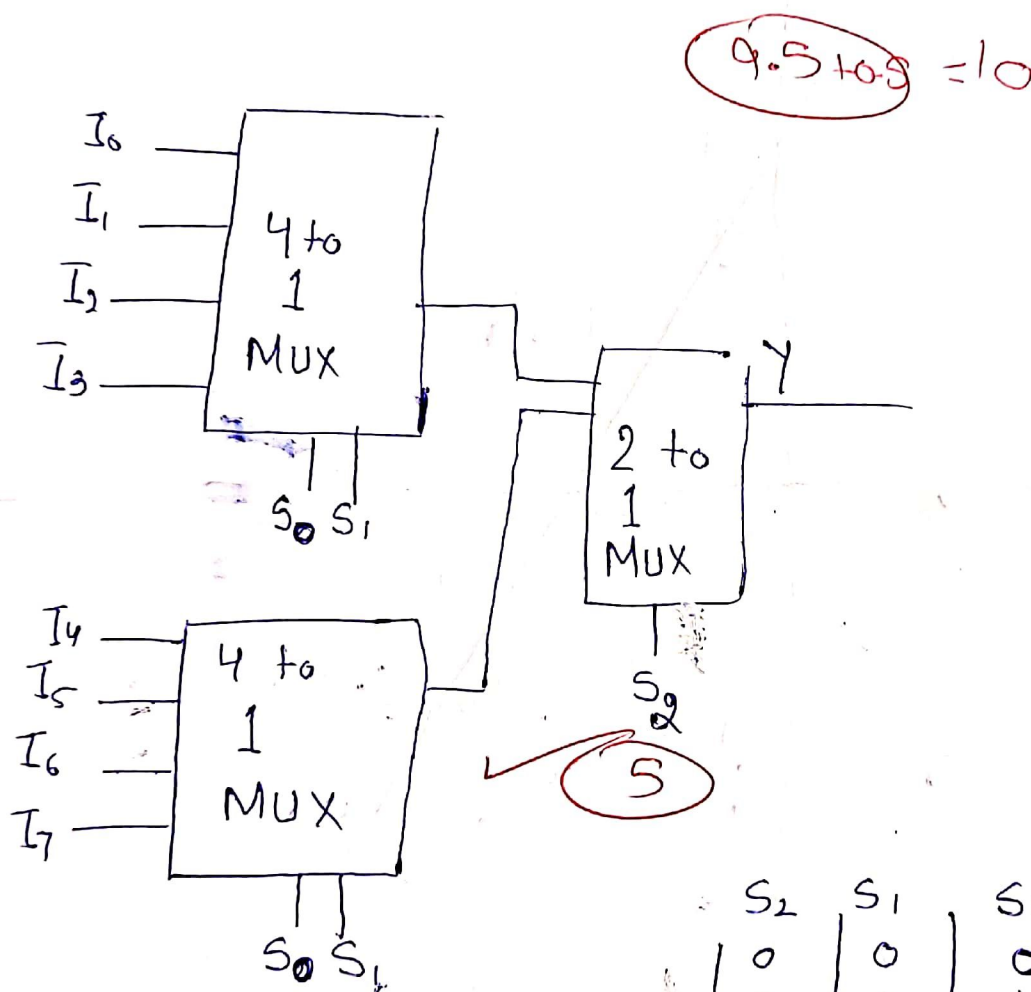 9.5+0.5 =10
I0
I1
I2
I3
4 to
1
MUX
S0 S1
Y
2 to
1
MUX
S2
5
I4
I5
I6
I7
4 to
1
MUX
S0 S1
S2 S1 S
0 0 0